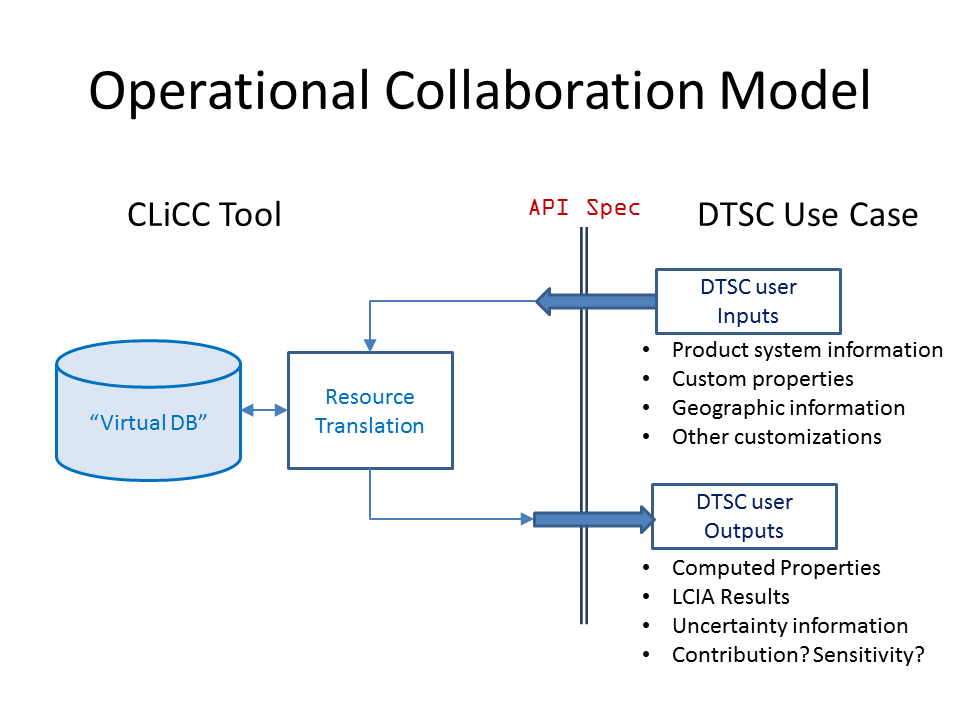 Operational Collaboration Model
CLiCC Tool
API Spec
DTSC Use Case
DTSC user
Inputs
• Product system information
• Custom properties
• Geographic information
• Other customizations
“Virtual DB”
Resource
Translation
DTSC user
Outputs
• Computed Properties
• LCIA Results
• Uncertainty information
• Contribution? Sensitivity?